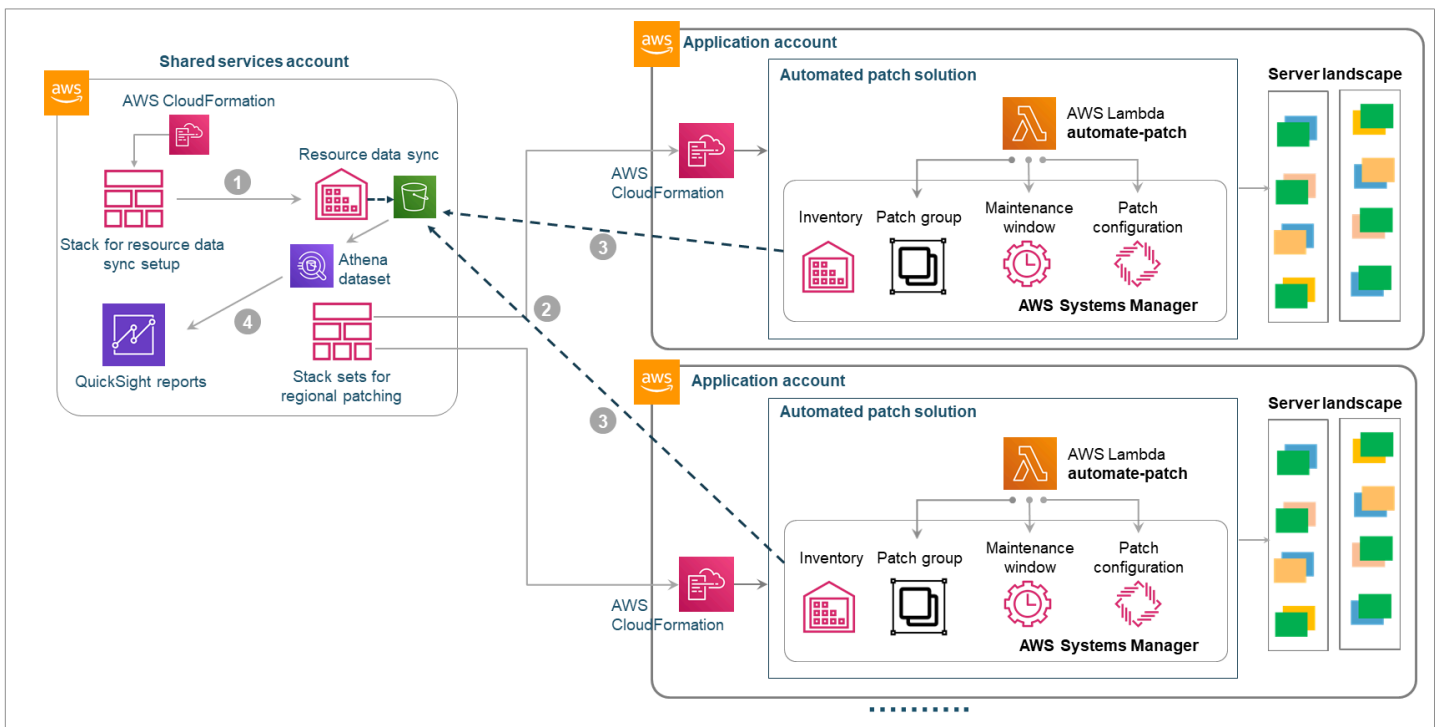 Shared services account
aws
AWS CloudFormation
Resource data sync
1
Stack for resource data
sync setup
Athena
dataset
4
QuickSight reports
Stack sets for
regional patching
2
3
3
aws
Application account
Automated patch solution
AWS Lambda
automate-patch
AWS
CloudFormation
Inventory
Patch group
Maintenance
window
Patch
configuration
AWS Systems Manager
Server landscape
aws
Application account
Automated patch solution
AWS Lambda
automate-patch
AWS
CloudFormation
Inventory
Patch group
Maintenance
window
Patch
configuration
AWS Systems Manager
Server landscape